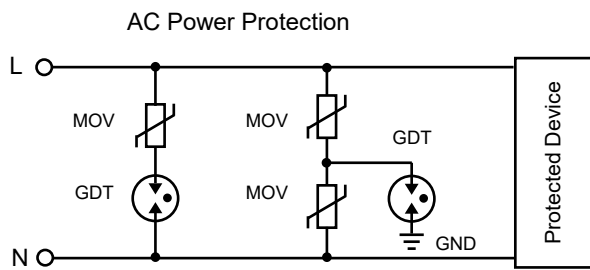 AC Power Protection
L
MOV
MOV
GDT
GDT
MOV
GND
N
Protected Device